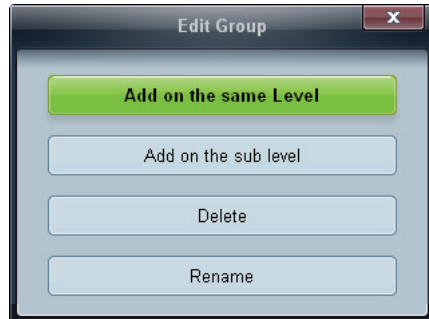 Edit Group
x
Add on the same Level
Add on the sub level
Delete
Rename